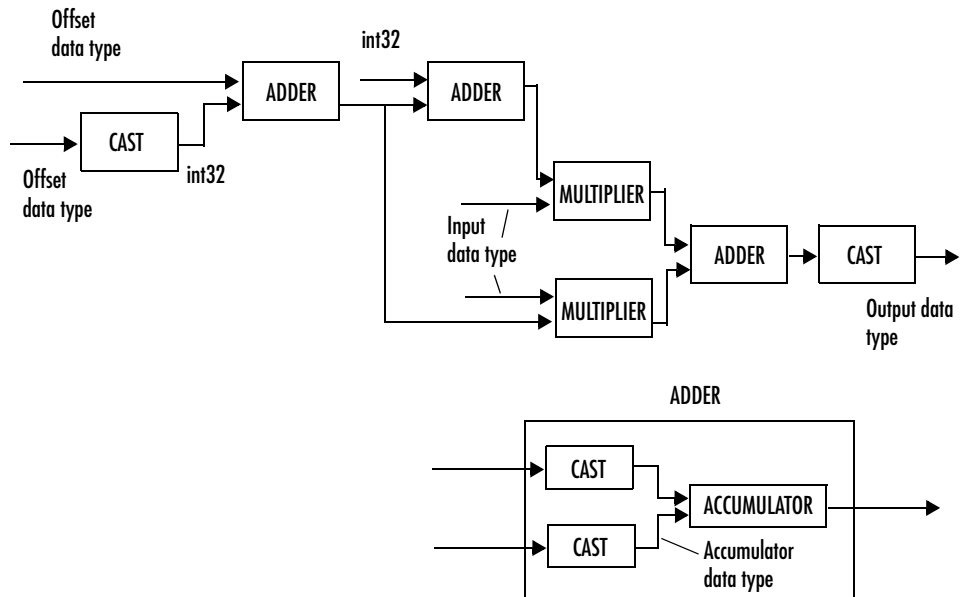 Offset
data type
int32
ADDER
ADDER
CAST
Offset
data type
int32
MULTIPLIER
Input
data type
ADDER
CAST
MULTIPLIER
Output data
type
ADDER
CAST
ACCUMULATOR
CAST
Accumulator
data type